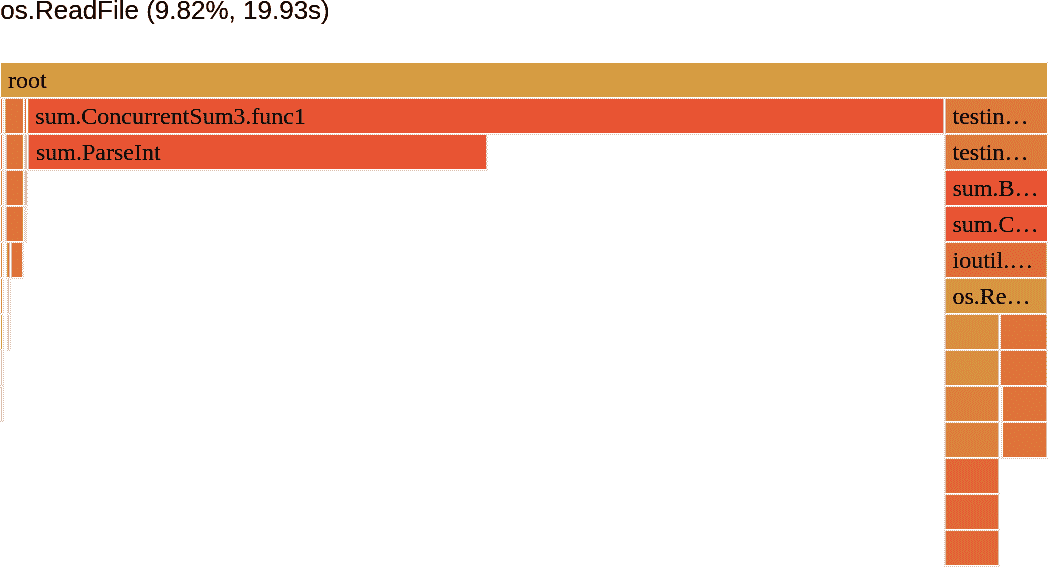 os.ReadFile (9.82%, 19.93s)
root
sum.ConcurrentSum3.func1
testin…
sum.ParseInt
testin…
sum.B…
sum.C…
ioutil.…
os.Re…